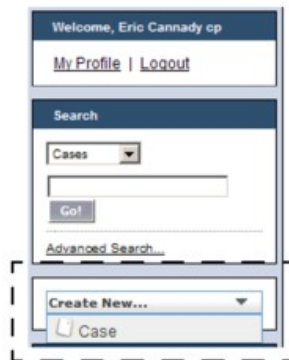 Welcome, Eric Cannady cp
My Profile | Logout
Search
Cases
Go!
Advanced Search...
Create New...
Case